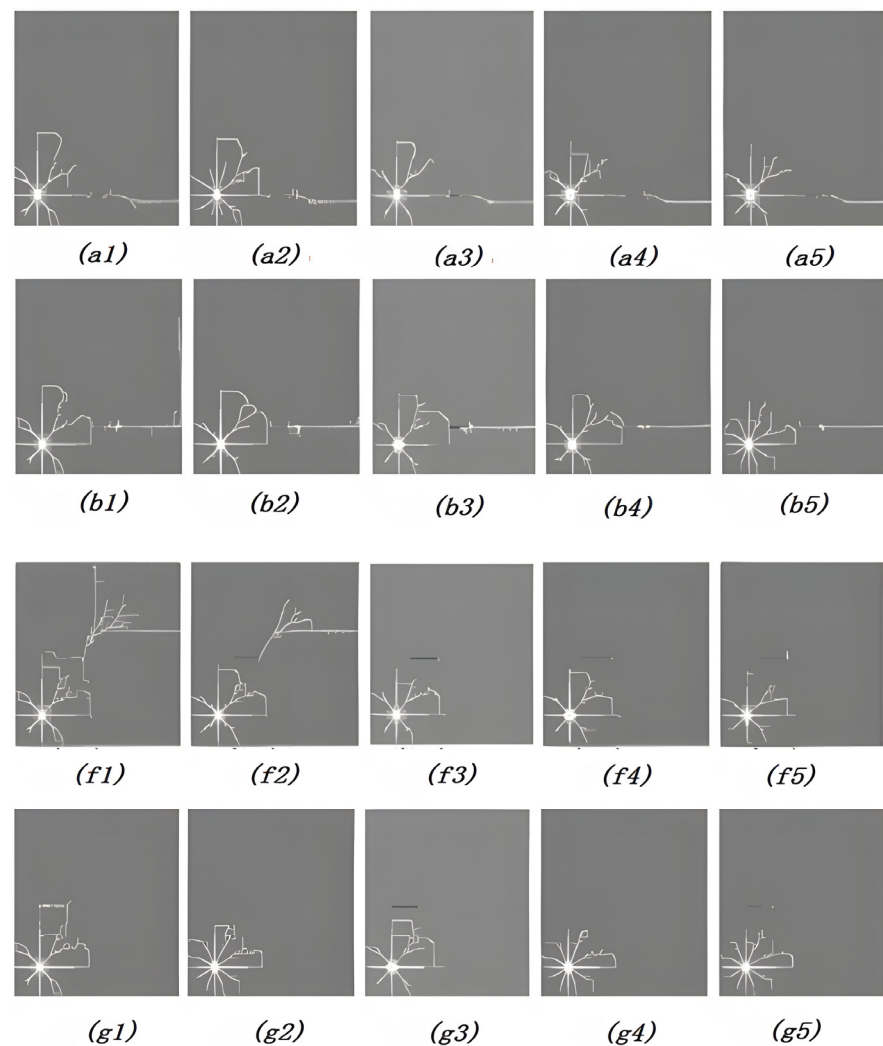 (a1) (a2) (a3) (a4) (a5)
(b1) (b2) (b3) (b4) (b5)
(f1) (f2) (f3) (f4) (f5)
(g1) (g2) (g3) (g4) (g5)